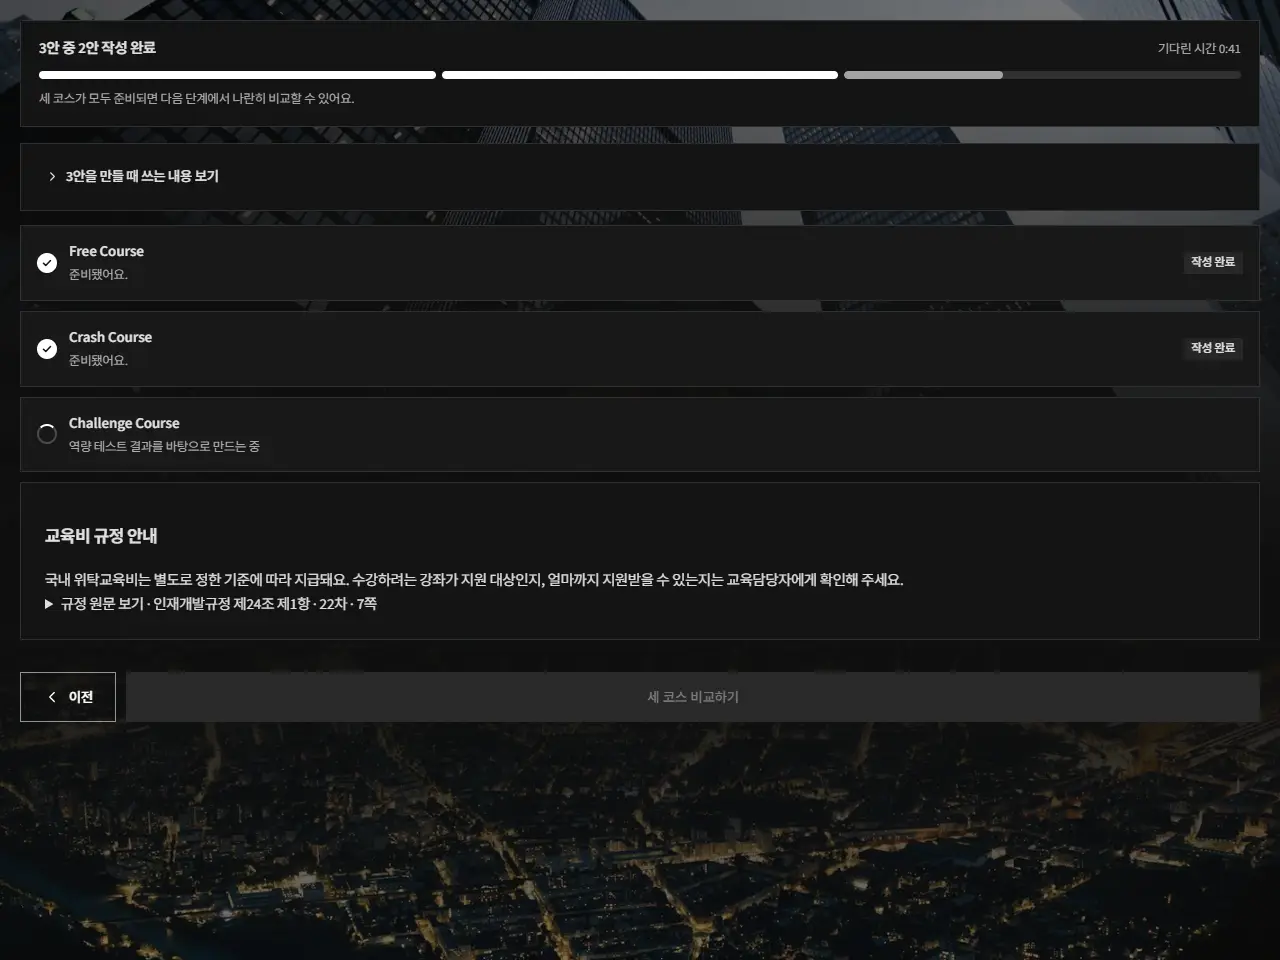 3안 중 2안 작성 완료
기다린 시간 0:41
세 코스가 모두 준비되면 다음 단계에서 나란히 비교할 수 있어요.
3안을 만들 때 쓰는 내용 보기
Free Course
준비됐어요.
작성 완료
Crash Course
준비됐어요.
작성 완료
Challenge Course
역량 테스트 결과를 바탕으로 만드는 중
교육비 규정 안내
국내 위탁교육비는 별도로 정한 기준에 따라 지급돼요. 수강하려는 강좌가 지원 대상인지, 얼마까지 지원받을 수 있는지는 교육담당자에게 확인해 주세요.
규정 원문 보기 · 인재개발규정 제24조 제1항 · 22차 · 7쪽
이전
세 코스 비교하기